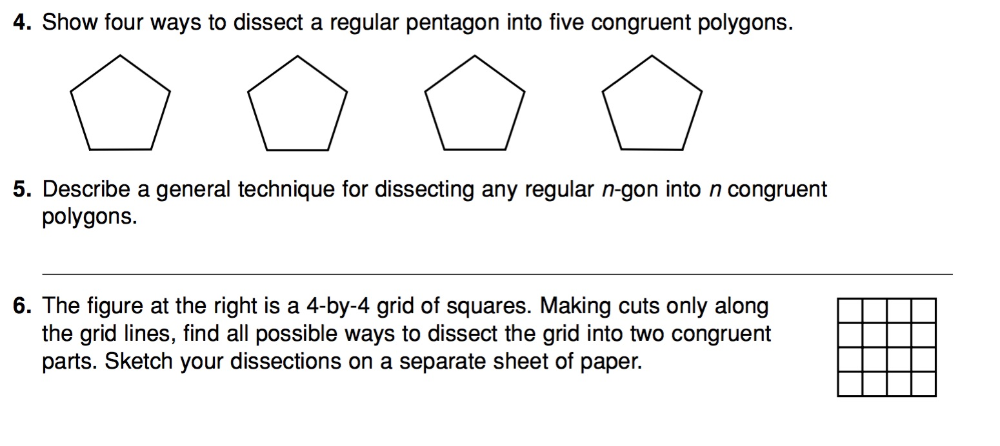 4. Show four ways to dissect a regular pentagon into five congruent polygons.
5. Describe a general technique for dissecting any regular n-gon into n congruent
polygons.
6. The figure at the right is a 4-by-4 grid of squares. Making cuts only along
the grid lines, find all possible ways to dissect the grid into two congruent
parts. Sketch your dissections on a separate sheet of paper.